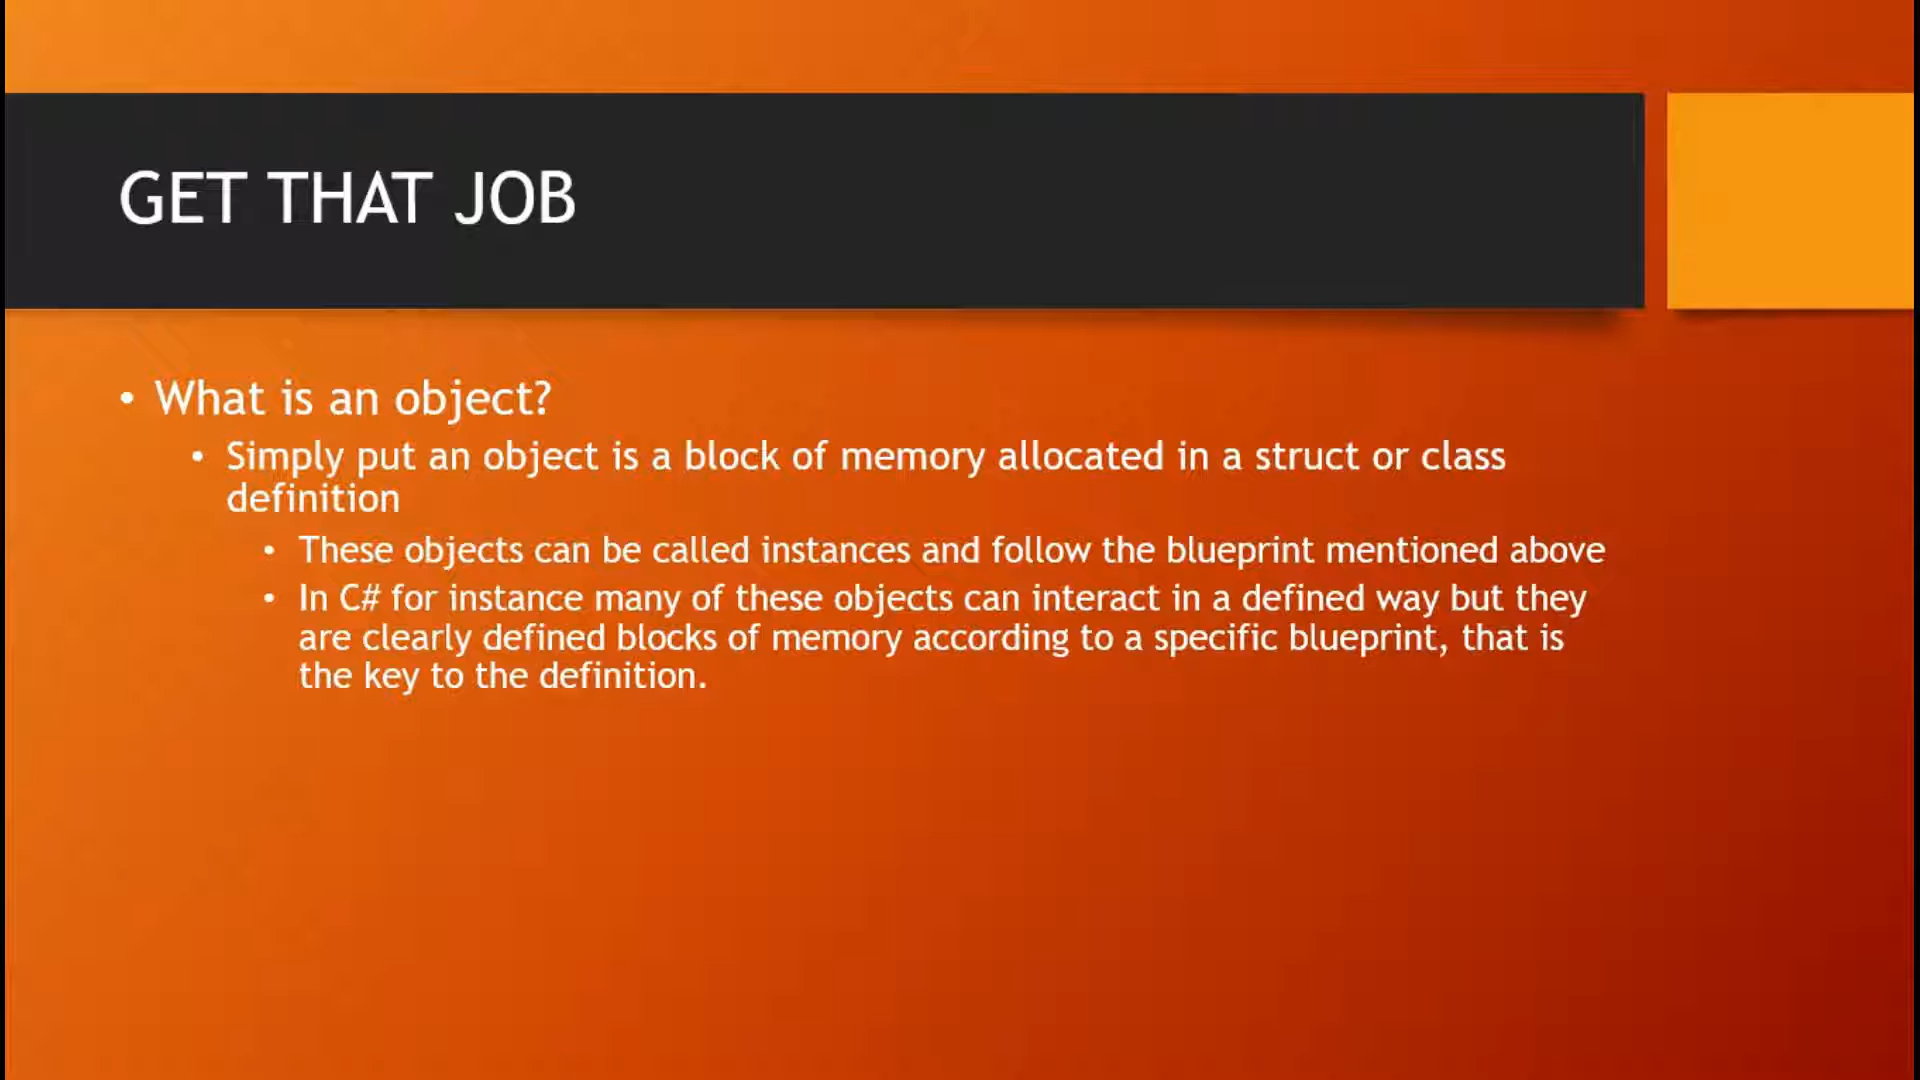 GET THAT JOB
• What is an object?
• Simply put an object is a block of memory allocated in a struct or class
definition
• These objects can be called instances and follow the blueprint mentioned above
• In C# for instance many of these objects can interact in a defined way but they
are clearly defined blocks of memory according to a specific blueprint, that is
the key to the definition.